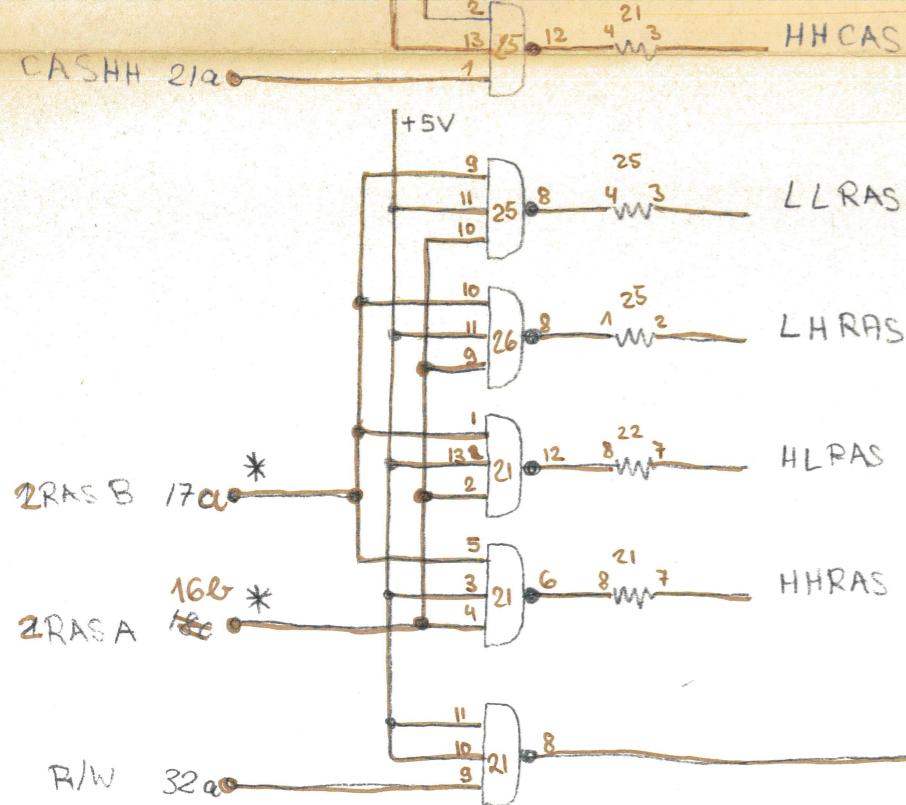 2
21
13 25 12 4 3 HHCAS
CASHH 21a 1
+5V
9 25
11 25 8 4 3 LLRAS
10
10 25
11 26 8 1 2 LHRAS
9
1 22
13 21 12 8 7 HLRAS
2RASB 17a * 2
5 21
16b * 3 21 6 8 7 HHRAS
2RASA 4
11
10 21 8
R/W 32a 9